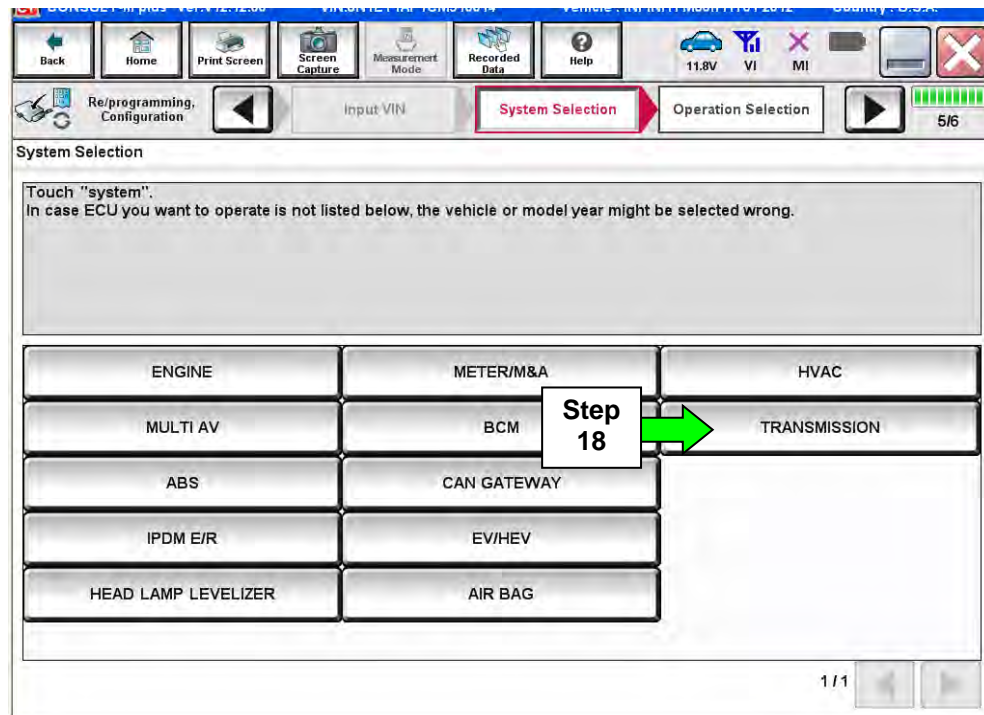 Back
Home
Print Screen
Screen
Capture
Measurement
Mode
Recorded
Data
Help
11.8V
VI
MI
Re/programming,
Configuration
Input VIN
System Selection
Operation Selection
5/6
System Selection
Touch "system".
In case ECU you want to operate is not listed below, the vehicle or model year might be selected wrong.
ENGINE
METER/M&A
HVAC
MULTI AV
BCM
Step
18
TRANSMISSION
ABS
CAN GATEWAY
IPDM E/R
EV/HEV
HEAD LAMP LEVELIZER
AIR BAG
1/1